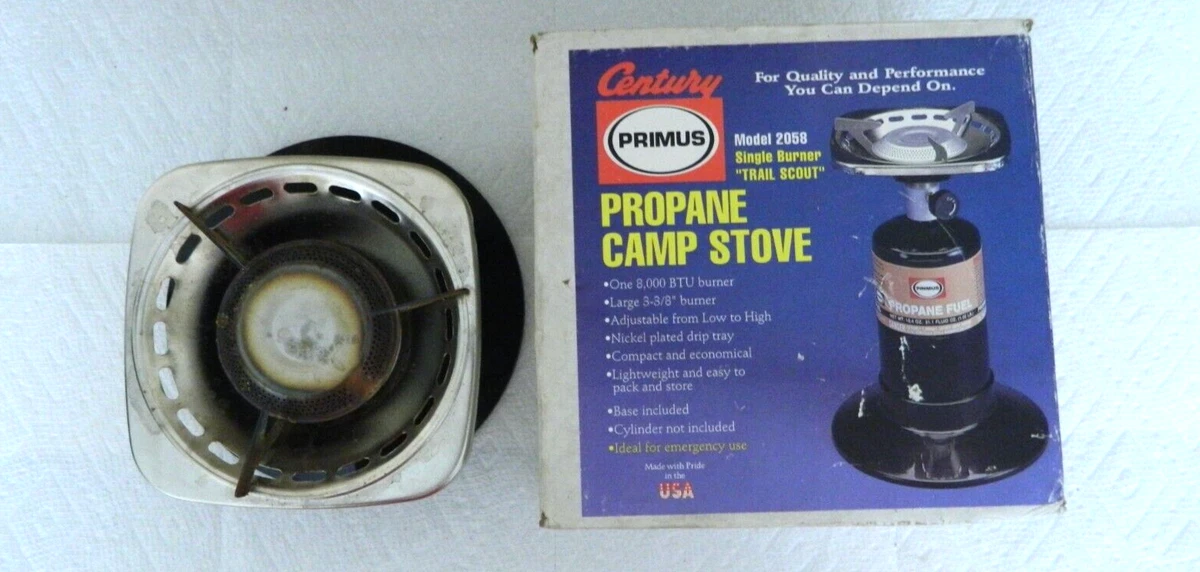 Century
PRIMUS
For Quality and Performance
You Can Depend On.
Model 2058
Single Burner
"TRAIL SCOUT"
PROPANE
CAMP STOVE
•One 8,000 BTU burner
•Large 3-3/8" burner
•Adjustable from Low to High
•Nickel plated drip tray
•Compact and economical
•Lightweight and easy to
pack and store
•Base included
•Cylinder not included
•Ideal for emergency use
Made with Pride
in the
USA
PRIMUS
PROPANE FUEL